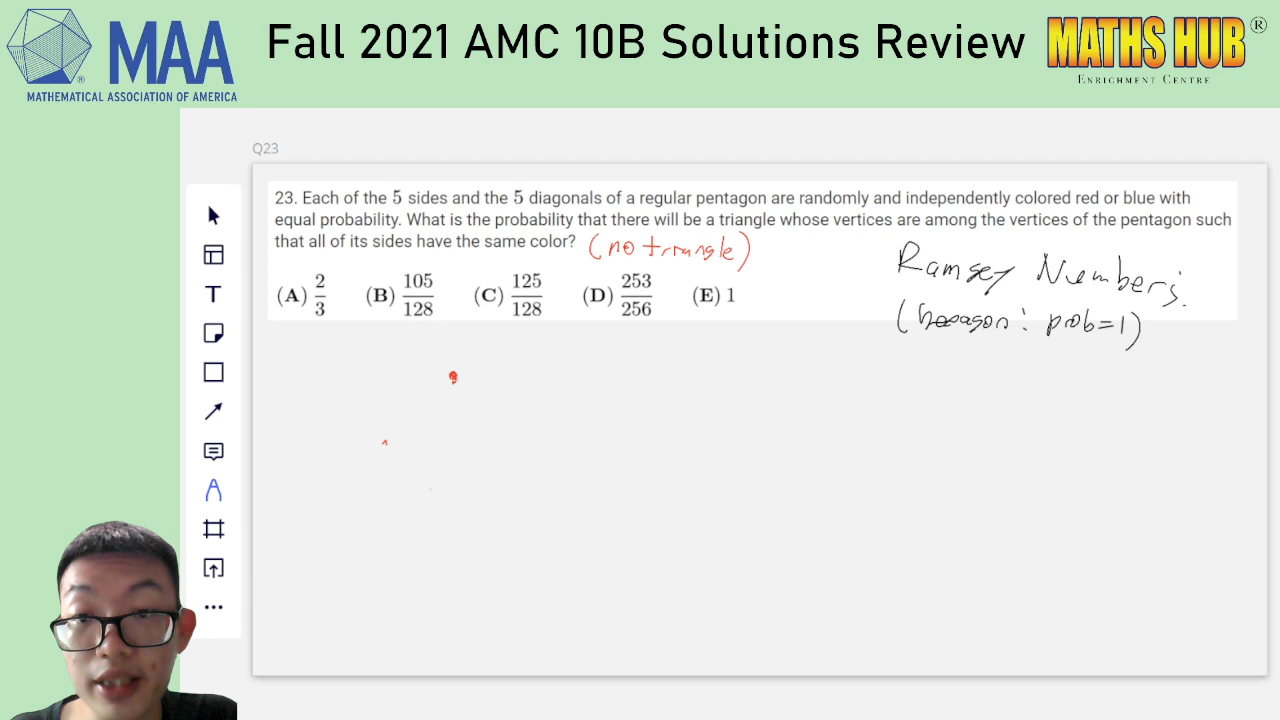 MAA
MATHEMATICAL ASSOCIATION OF AMERICA
Fall 2021 AMC 10B Solutions Review
MATHS HUB ®
ENRICHMENT CENTRE
Q23
23. Each of the 5 sides and the 5 diagonals of a regular pentagon are randomly and independently colored red or blue with
equal probability. What is the probability that there will be a triangle whose vertices are among the vertices of the pentagon such
that all of its sides have the same color? (no triangle)
(A) 2/3 (B) 105/128 (C) 125/128 (D) 253/256 (E) 1
Ramsey Numbers.
(hexagon: prob=1)